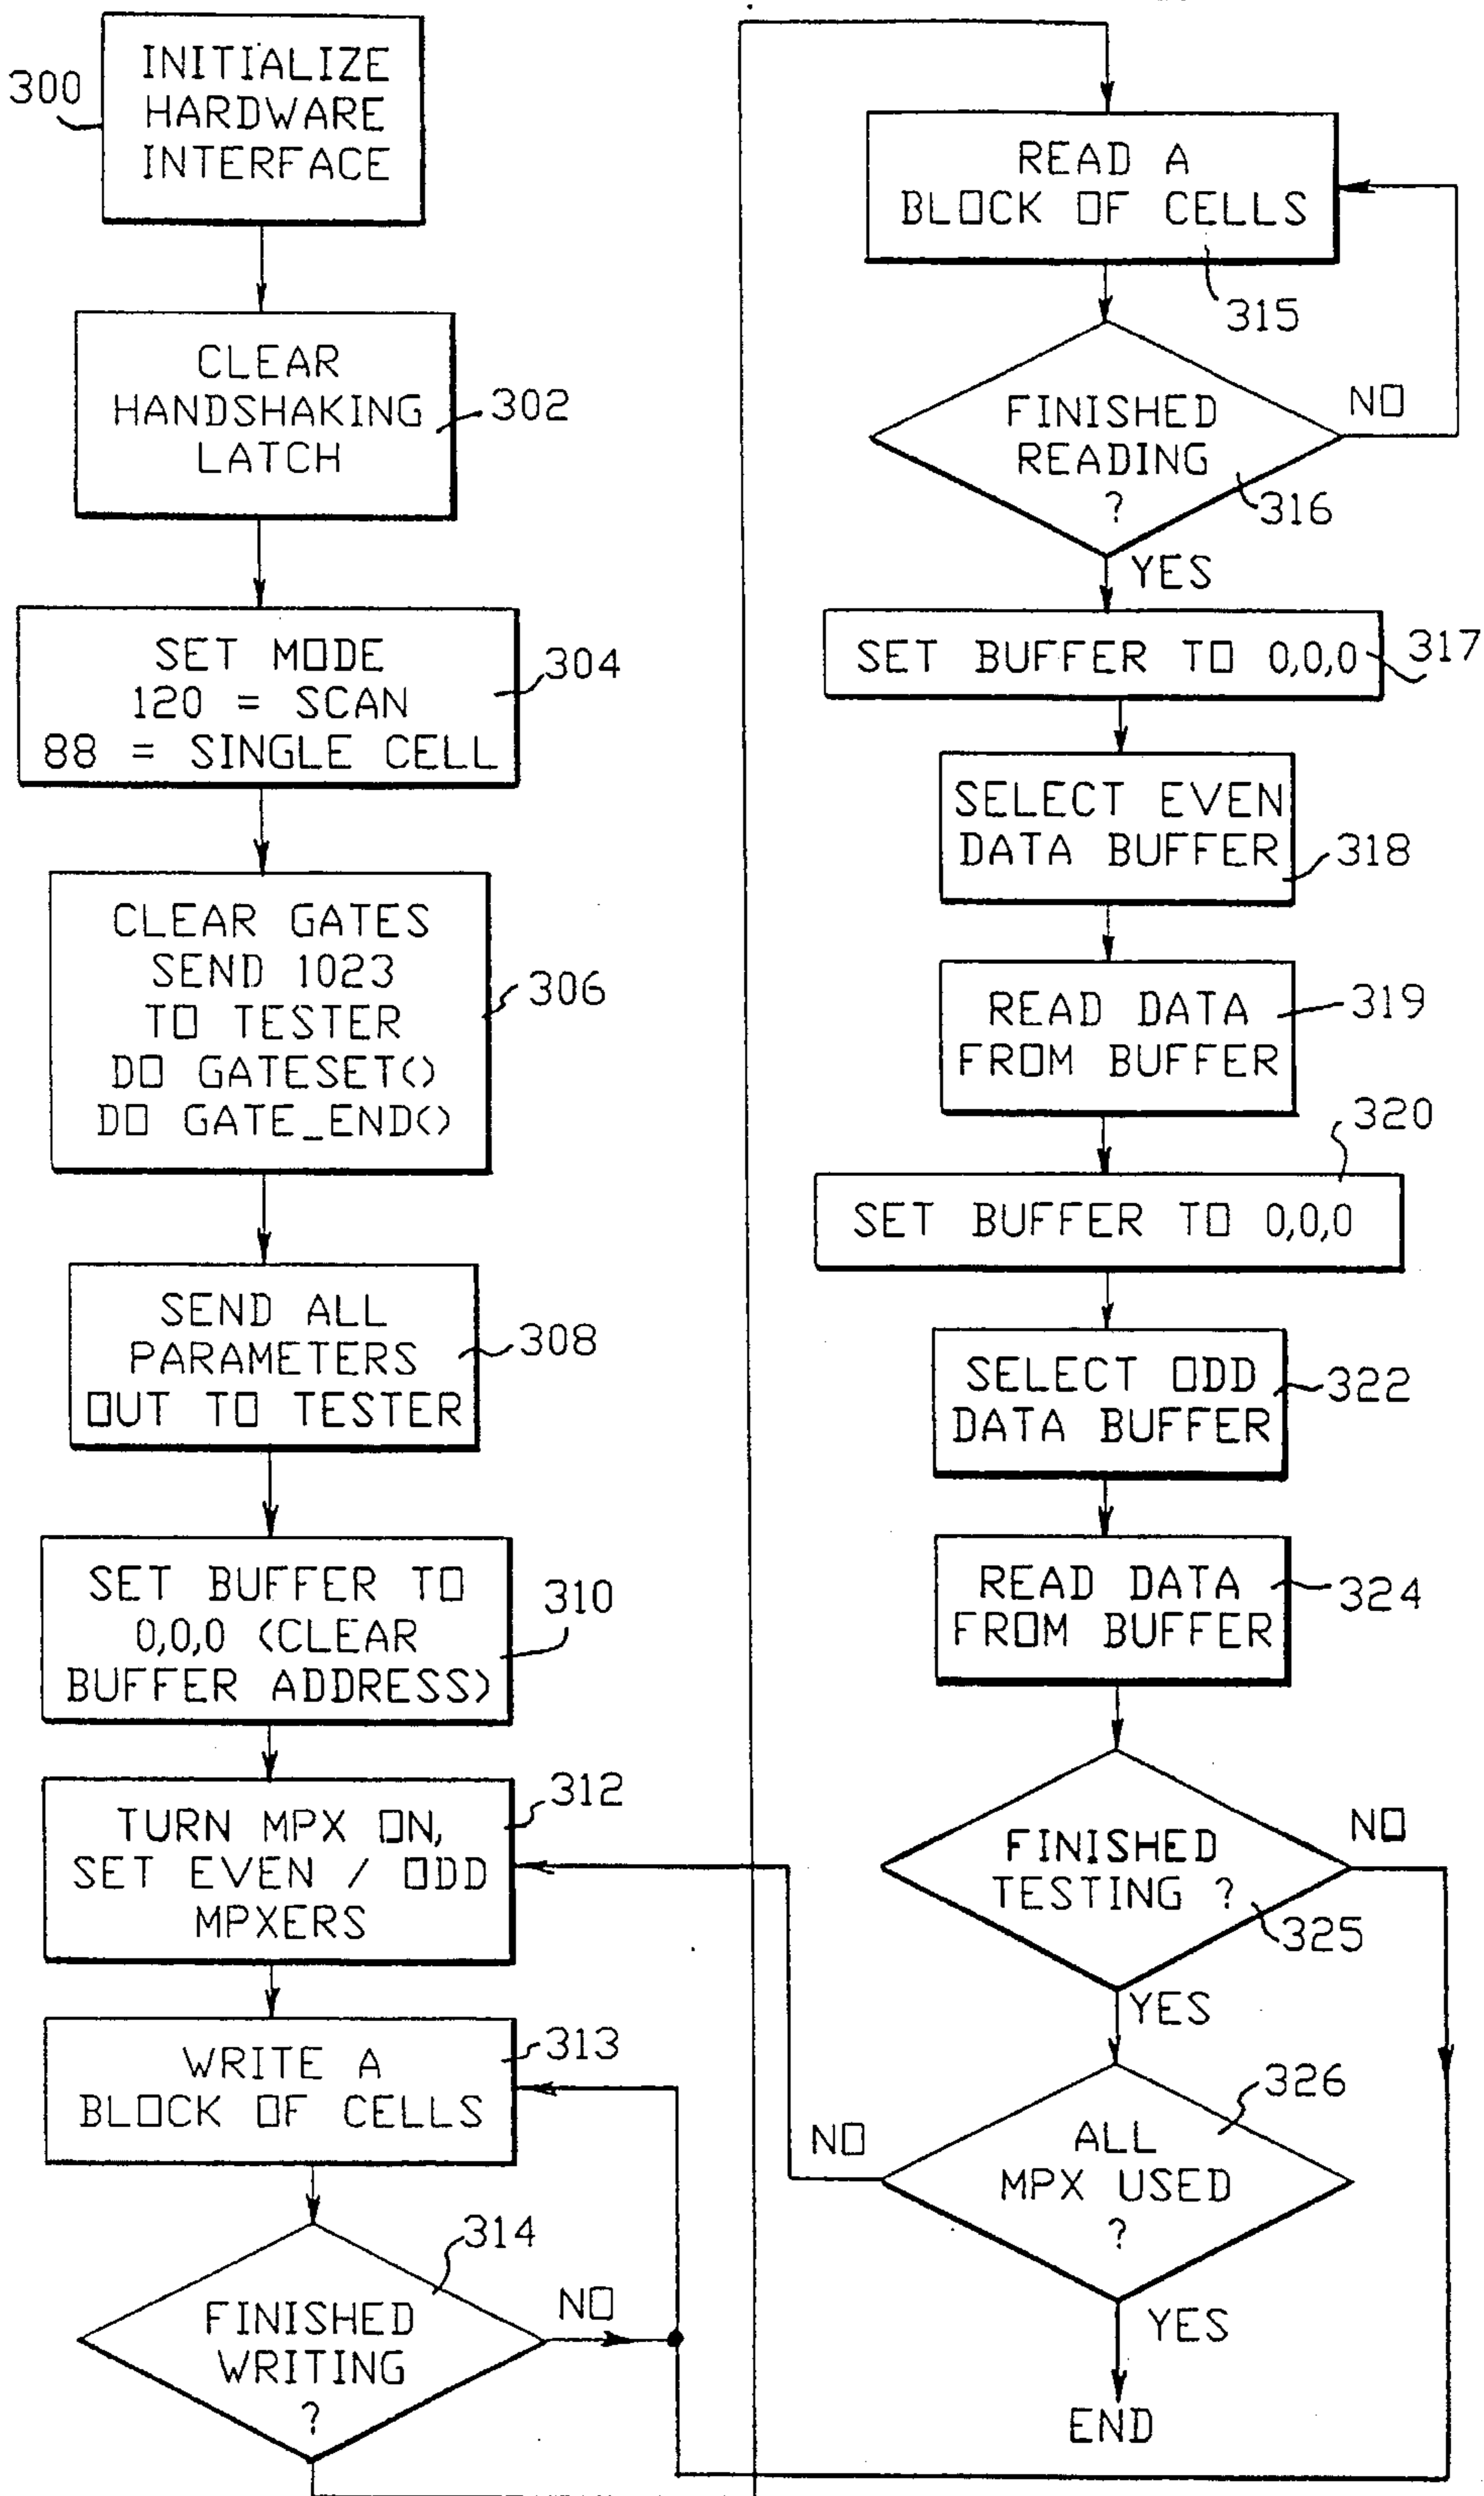 300
INITIALIZE
HARDWARE
INTERFACE
CLEAR
HANDSHAKING
LATCH
302
SET MODE
120 = SCAN
88 = SINGLE CELL
304
CLEAR GATES
SEND 1023
TO TESTER
DO GATESET()
DO GATE_END()
306
SEND ALL
PARAMETERS
OUT TO TESTER
308
SET BUFFER TO
0,0,0 (CLEAR
BUFFER ADDRESS)
310
TURN MPX ON,
SET EVEN / ODD
MPXERS
312
WRITE A
BLOCK OF CELLS
313
FINISHED
WRITING
?
314
NO
READ A
BLOCK OF CELLS
315
FINISHED
READING
?
316
NO
YES
SET BUFFER TO 0,0,0
317
SELECT EVEN
DATA BUFFER
318
READ DATA
FROM BUFFER
319
320
SET BUFFER TO 0,0,0
SELECT ODD
DATA BUFFER
322
READ DATA
FROM BUFFER
324
FINISHED
TESTING ?
325
NO
YES
326
ALL
MPX USED
?
NO
YES
END